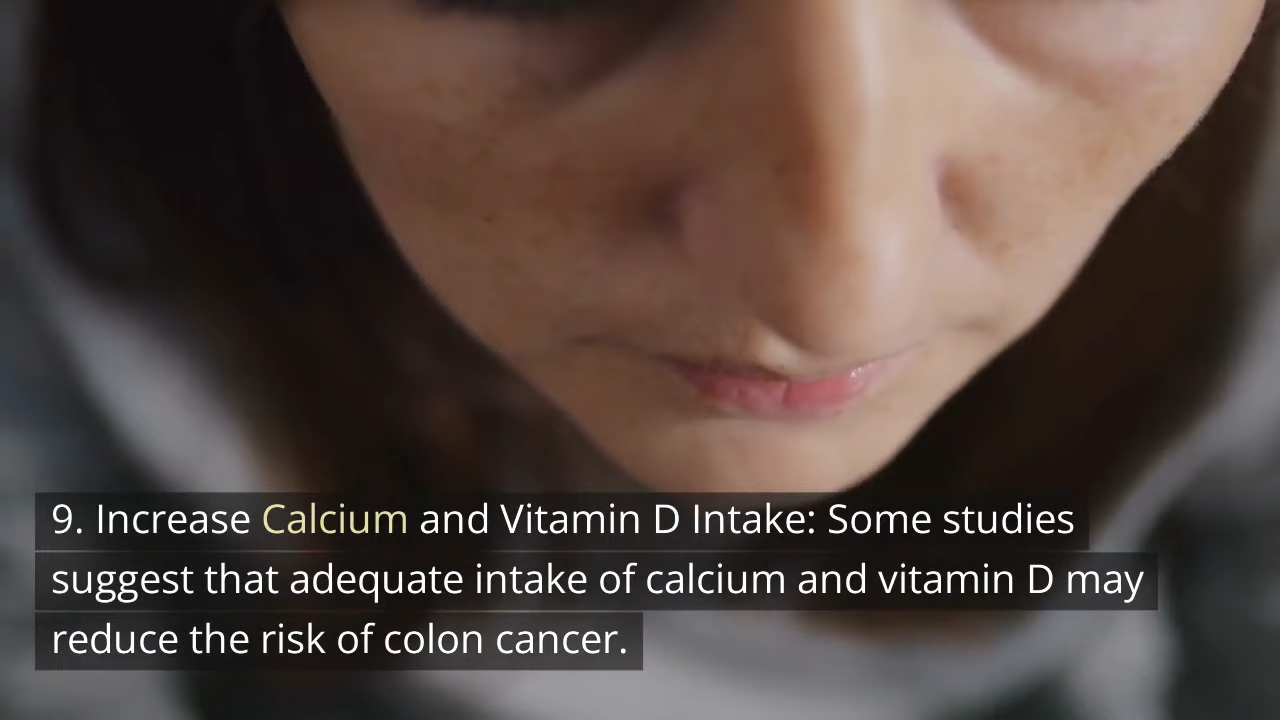 9. Increase Calcium and Vitamin D Intake: Some studies
suggest that adequate intake of calcium and vitamin D may
reduce the risk of colon cancer.